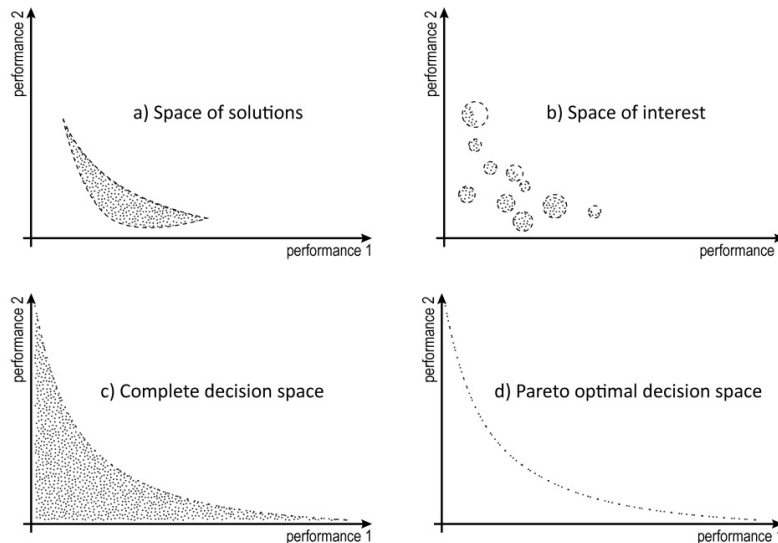 performance 2
a) Space of solutions
performance 1
performance 2
b) Space of interest
performance
performance 2
c) Complete decision space
performance 1
performance 2
d) Pareto optimal decision space
performance 1